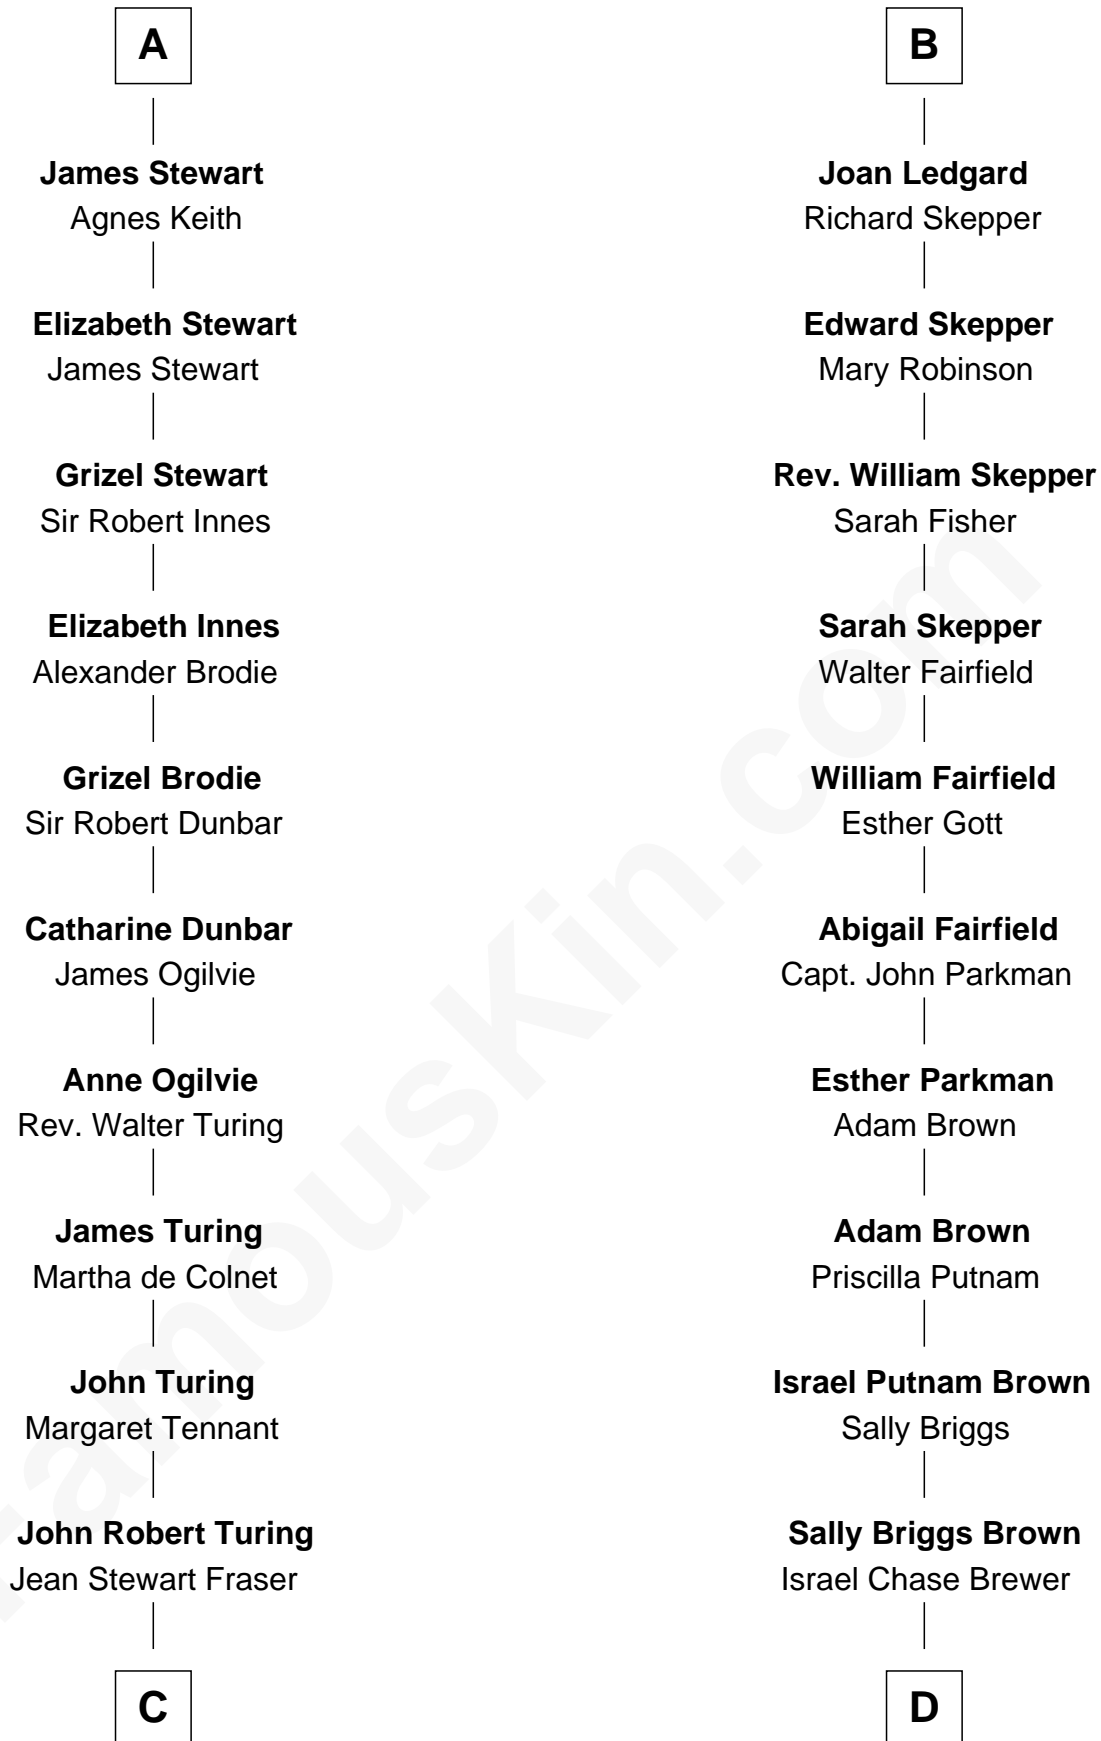 A
James Stewart
Agnes Keith
Elizabeth Stewart
James Stewart
Grizel Stewart
Sir Robert Innes
Elizabeth Innes
Alexander Brodie
Grizel Brodie
Sir Robert Dunbar
Catharine Dunbar
James Ogilvie
Anne Ogilvie
Rev. Walter Turing
James Turing
Martha de Colnet
John Turing
Margaret Tennant
John Robert Turing
Jean Stewart Fraser
C
B
Joan Ledgard
Richard Skepper
Edward Skepper
Mary Robinson
Rev. William Skepper
Sarah Fisher
Sarah Skepper
Walter Fairfield
William Fairfield
Esther Gott
Abigail Fairfield
Capt. John Parkman
Esther Parkman
Adam Brown
Adam Brown
Priscilla Putnam
Israel Putnam Brown
Sally Briggs
Sally Briggs Brown
Israel Chase Brewer
D
FamousKin.com